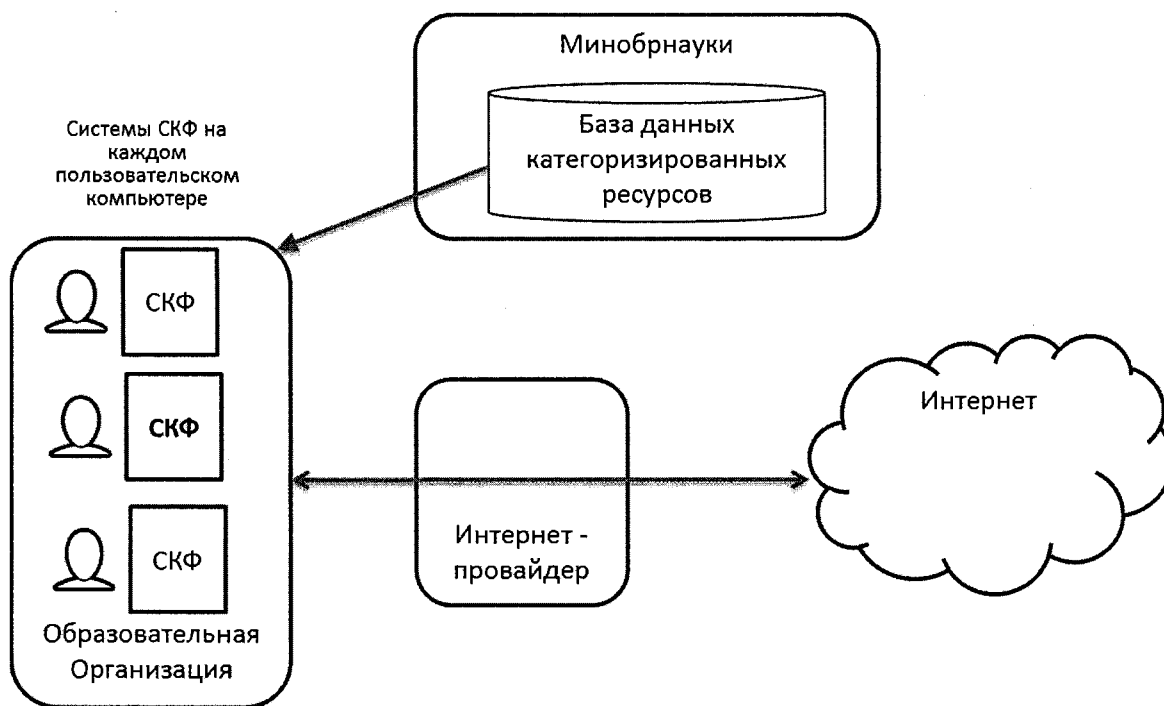 Минобрнауки
База данных
категоризированных
ресурсов
Системы СКФ на
каждом
пользовательском
компьютере
СКФ
СКФ
СКФ
Образовательная
Организация
Интернет -
провайдер
Интернет